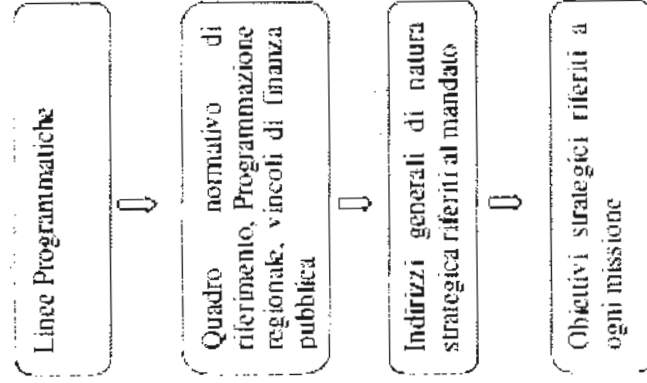 Linee Programmatiche
Quadro normativo di
riferimento, Programmazione
regionale, vincoli di finanza
pubblica
Indirizzi generali di natura
strategica riferiti al mandato
Obiettivi strategici riferiti a
ogni missione